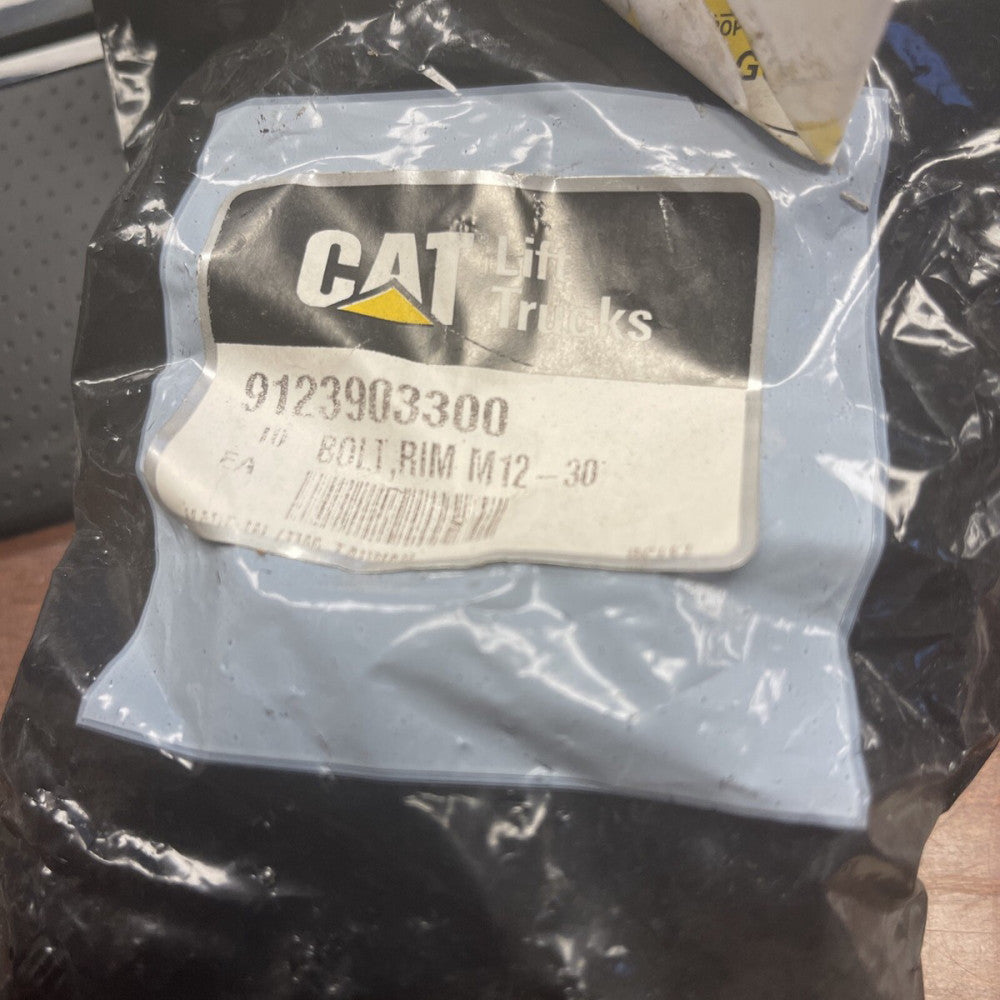 G
CAT Lift
Trucks
9123903300
10 BOLT,RIM M12-30
EA